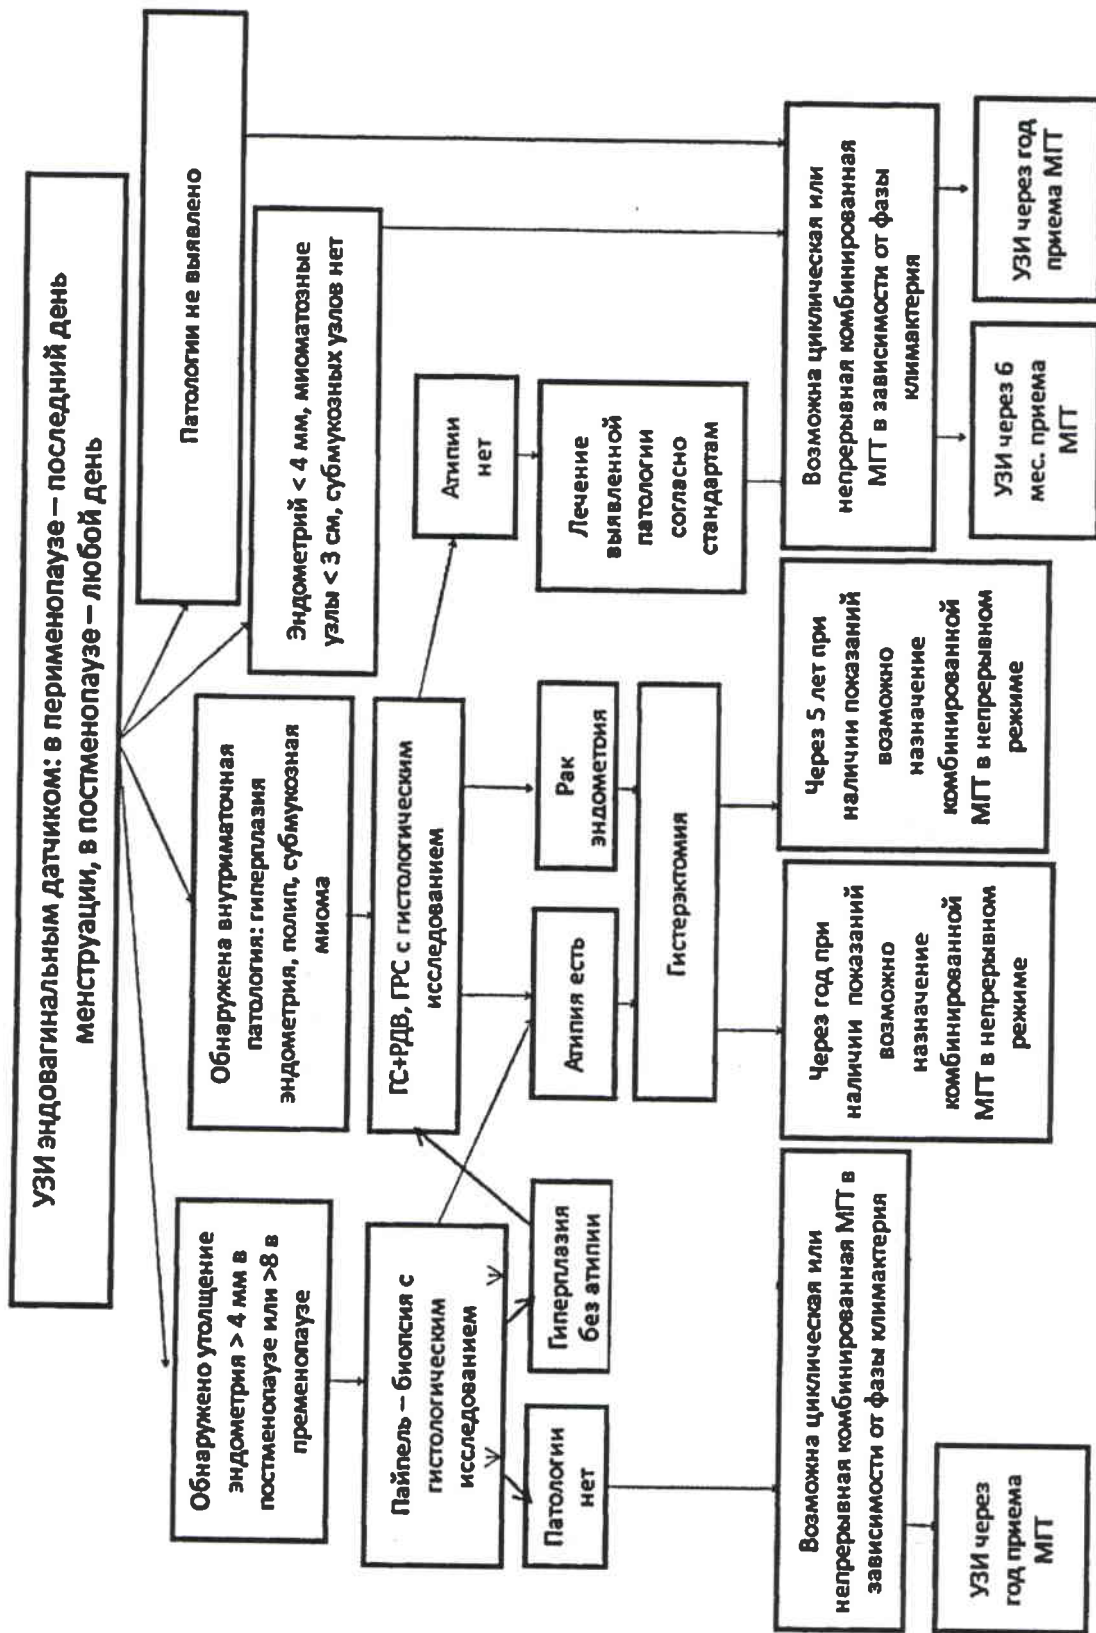 УЗИ эндовагинальным датчиком: в перименопаузе – последний день
менструации, в постменопаузе – любой день
Обнаружено утолщение
эндометрия > 4 мм в
постменопаузе или >8 в
пременопаузе
Обнаружена внутриматочная
патология: гиперплазия
эндометрия, полип, субмукозная
миома
Эндометрий < 4 мм, миоматозные
узлы < 3 см, субмукозных узлов нет
Патологии не выявлено
Пайпель – биопсия с
гистологическим
исследованием
ГС+РДВ, ГРС с гистологическим
исследованием
Патологии
нет
Гиперплазия
без атипии
Атипия есть
Рак
эндометрия
Атипии
нет
Гистерэктомия
Лечение
выявленной
патологии
согласно
стандартам
Возможна циклическая или
непрерывная комбинированная МГТ в
зависимости от фазы климактерия
Через год при
наличии показаний
возможно
назначение
комбинированной
МГТ в непрерывном
режиме
Через 5 лет при
наличии показаний
возможно
назначение
комбинированной
МГТ в непрерывном
режиме
Возможна циклическая или
непрерывная комбинированная
МГТ в зависимости от фазы
климактерия
УЗИ через
год приема
МГТ
УЗИ через 6
мес. приема
МГТ
УЗИ через год
приема МГТ